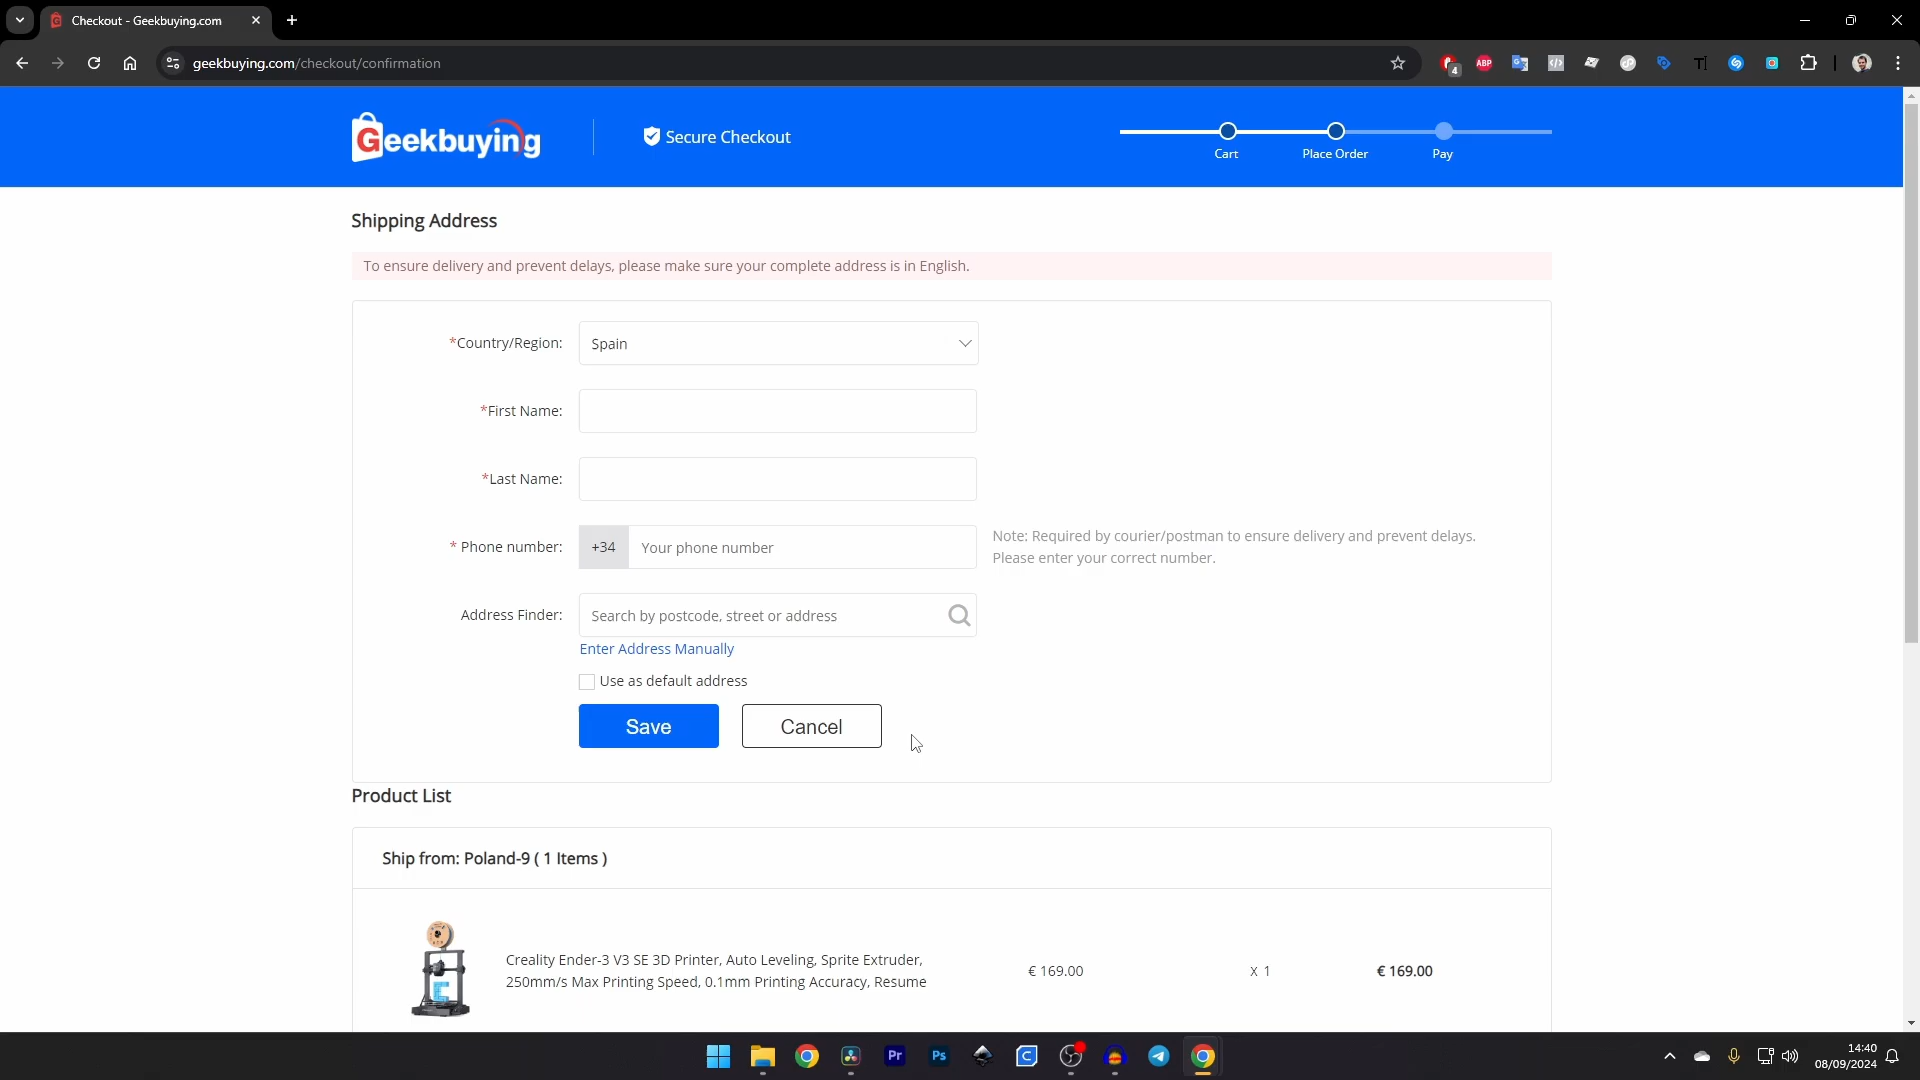 Checkout - Geekbuying.com
geekbuying.com/checkout/confirmation
4
ABP
Geekbuying
Secure Checkout
Cart
Place Order
Pay
Shipping Address
To ensure delivery and prevent delays, please make sure your complete address is in English.
*Country/Region:
Spain
*First Name:
*Last Name:
* Phone number:
+34
Your phone number
Note: Required by courier/postman to ensure delivery and prevent delays.
Please enter your correct number.
Address Finder:
Search by postcode, street or address
Enter Address Manually
Use as default address
Save
Cancel
Product List
Ship from: Poland-9 ( 1 Items )
Creality Ender-3 V3 SE 3D Printer, Auto Leveling, Sprite Extruder,
250mm/s Max Printing Speed, 0.1mm Printing Accuracy, Resume
€ 169.00
X 1
€ 169.00
Pr
Ps
14:40
08/09/2024